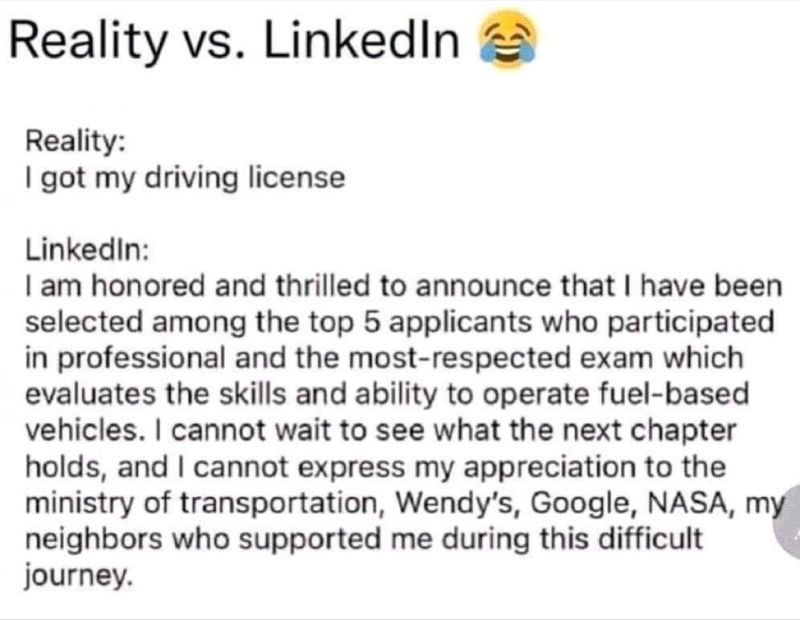 Reality vs. LinkedIn 😂
Reality:
I got my driving license
LinkedIn:
I am honored and thrilled to announce that I have been
selected among the top 5 applicants who participated
in professional and the most-respected exam which
evaluates the skills and ability to operate fuel-based
vehicles. I cannot wait to see what the next chapter
holds, and I cannot express my appreciation to the
ministry of transportation, Wendy's, Google, NASA, my
neighbors who supported me during this difficult
journey.